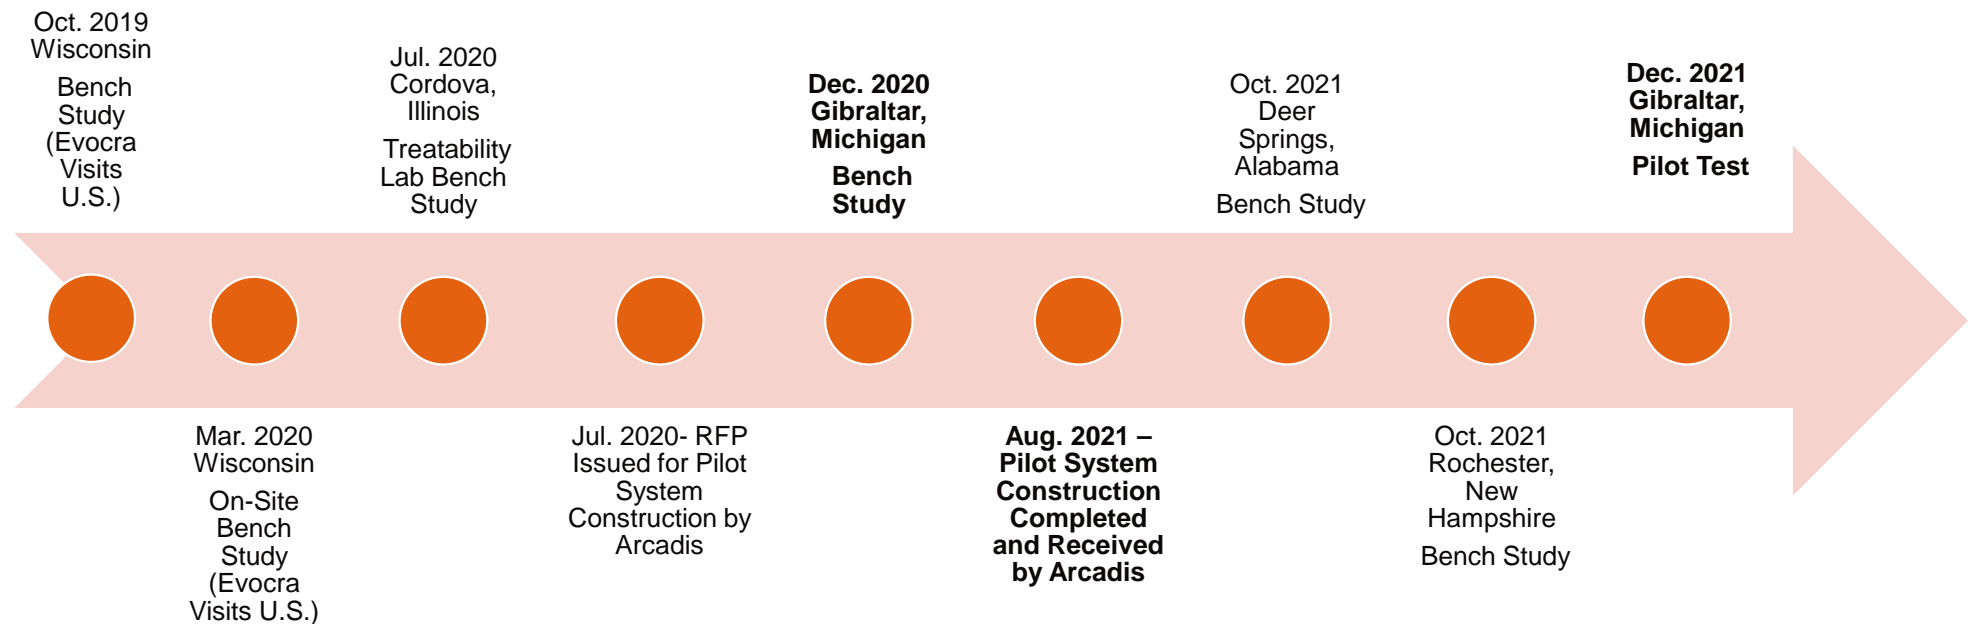 Oct. 2019
Wisconsin
Bench
Study
(Evocra
Visits
U.S.)
Mar. 2020
Wisconsin
On-Site
Bench
Study
(Evocra
Visits U.S.)
Jul. 2020
Cordova,
Illinois
Treatability
Lab Bench
Study
Jul. 2020- RFP
Issued for Pilot
System
Construction by
Arcadis
Dec. 2020
Gibraltar,
Michigan
Bench
Study
Aug. 2021 –
Pilot System
Construction
Completed
and Received
by Arcadis
Oct. 2021
Deer
Springs,
Alabama
Bench Study
Oct. 2021
Rochester,
New
Hampshire
Bench Study
Dec. 2021
Gibraltar,
Michigan
Pilot Test